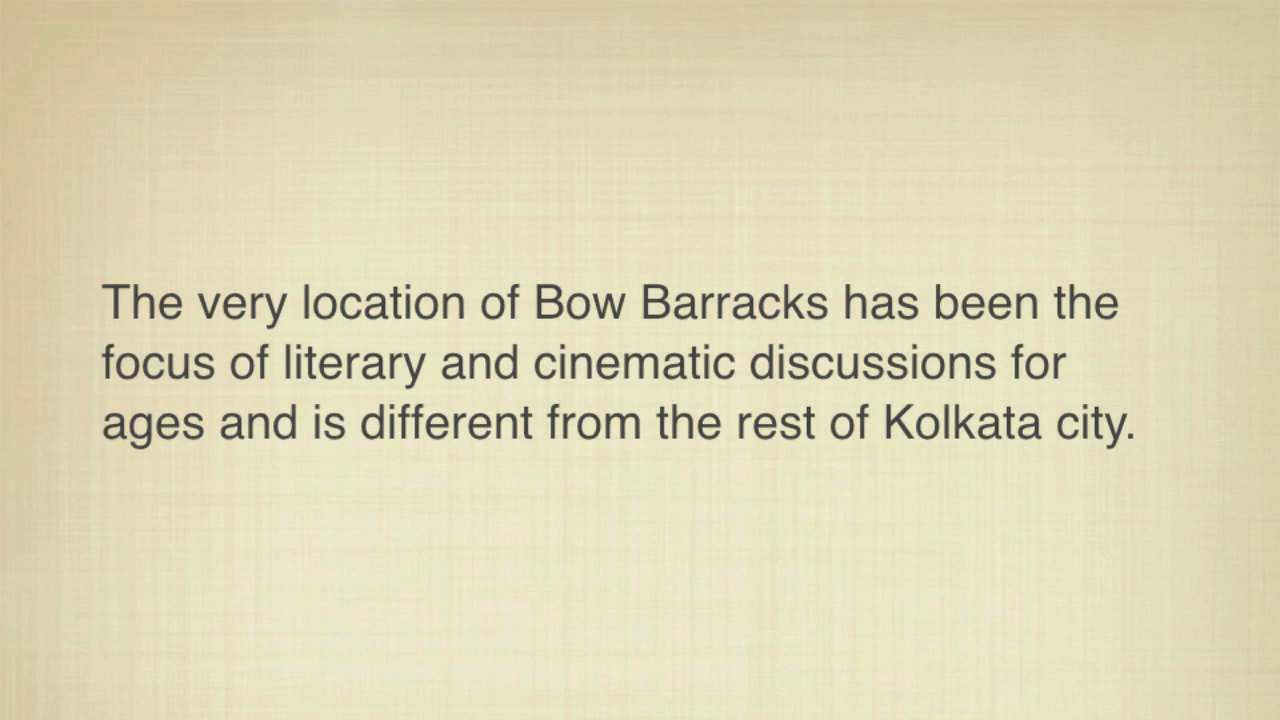 The very location of Bow Barracks has been the
focus of literary and cinematic discussions for
ages and is different from the rest of Kolkata city.